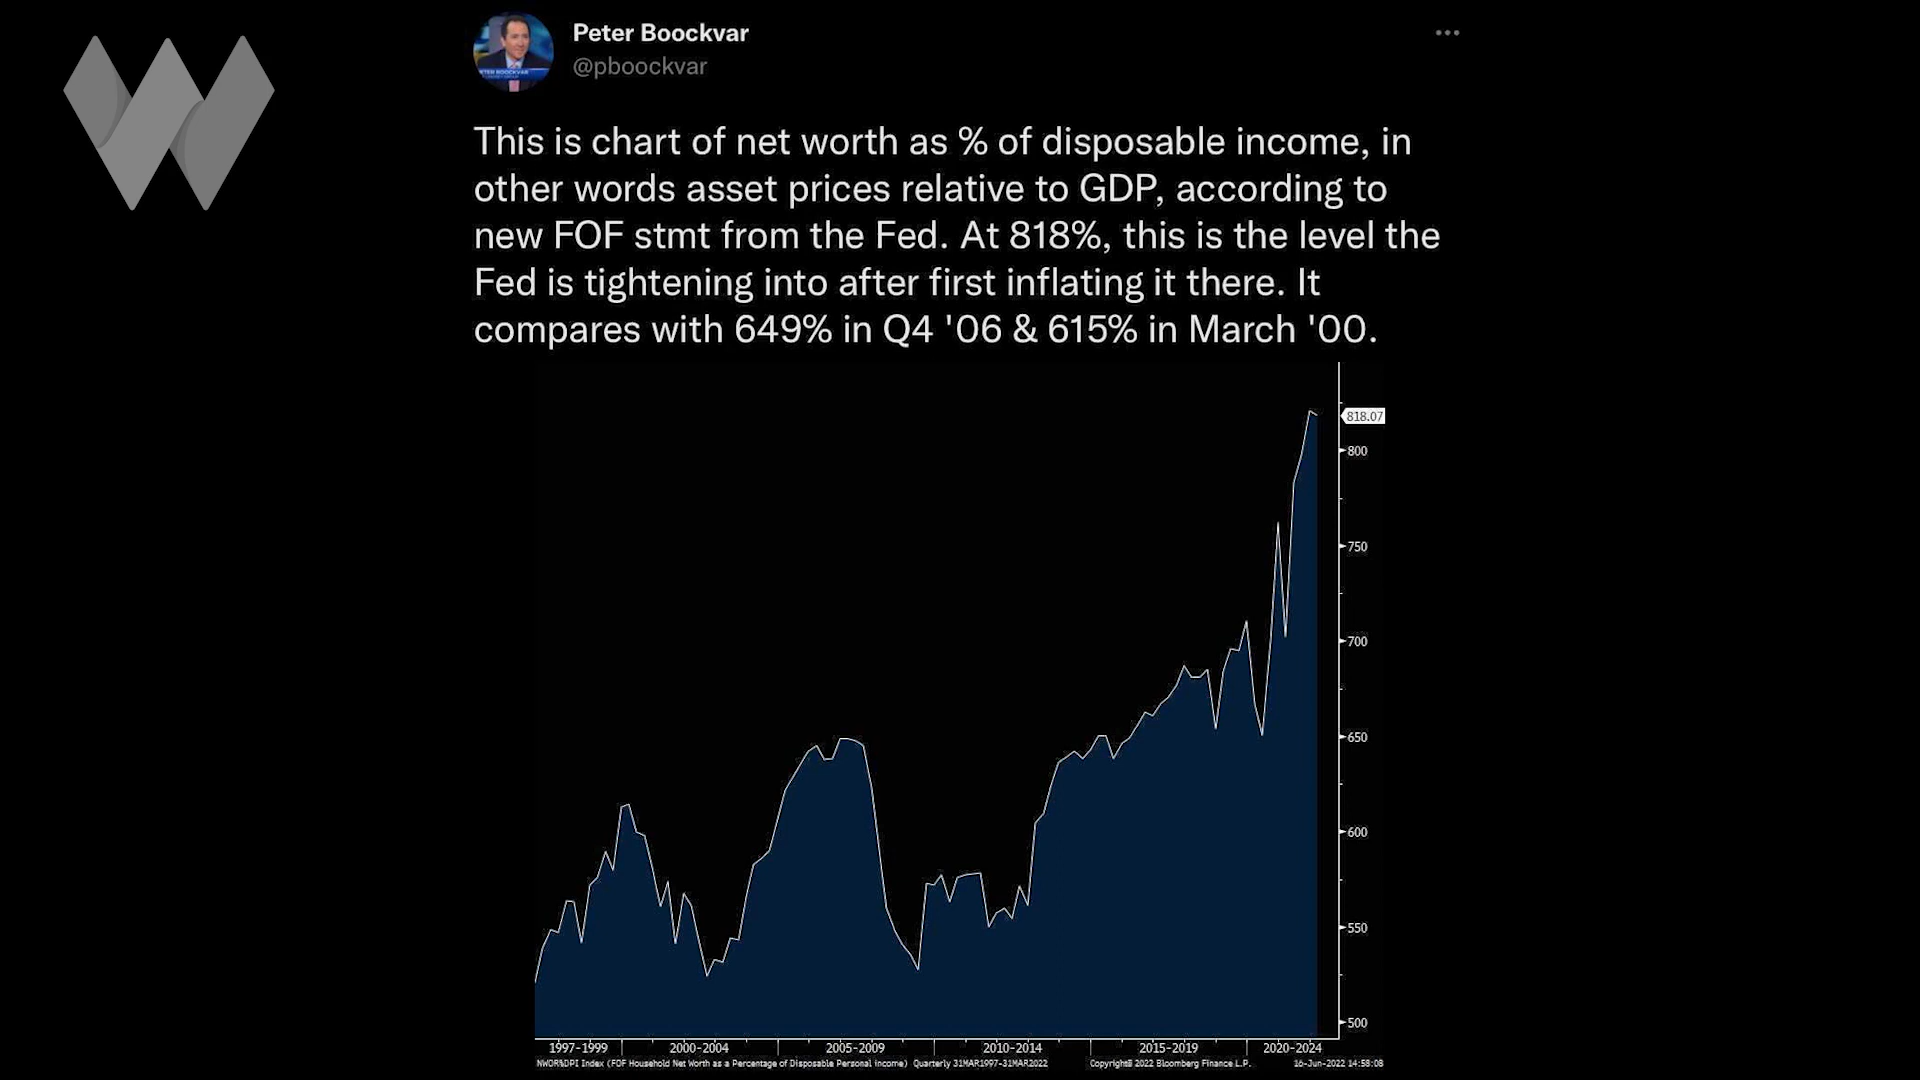 Peter Boockvar
@pboockvar
This is chart of net worth as % of disposable income, in
other words asset prices relative to GDP, according to
new FOF stmt from the Fed. At 818%, this is the level the
Fed is tightening into after first inflating it there. It
compares with 649% in Q4 '06 & 615% in March '00.
818.07
800
750
700
650
600
550
500
1997-1999 2000-2004 2005-2009 2010-2014 2015-2019 2020-2024
NWOR%DPI Index (FOF Household Net Worth as a Percentage of Disposable Personal Income) Quarterly 31MAR1997-31MAR2022 Copyright© 2022 Bloomberg Finance L.P. 16-Jun-2022 14:58:08